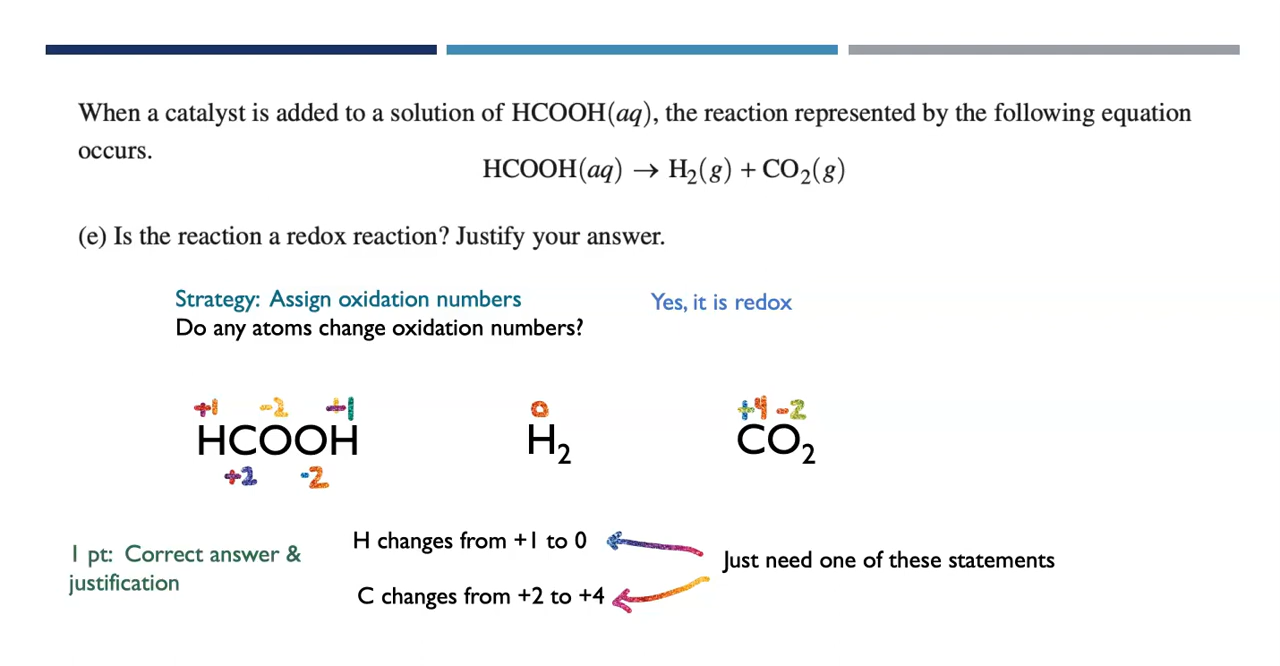 When a catalyst is added to a solution of HCOOH(aq), the reaction represented by the following equation
occurs.
HCOOH(aq) → H₂(g) + CO₂(g)
(e) Is the reaction a redox reaction? Justify your answer.
Strategy: Assign oxidation numbers
Yes, it is redox
Do any atoms change oxidation numbers?
+1 -2 +1
0
+4 -2
HCOOH
H₂
CO₂
+2 -2
H changes from +1 to 0
1 pt: Correct answer &
justification
Just need one of these statements
C changes from +2 to +4